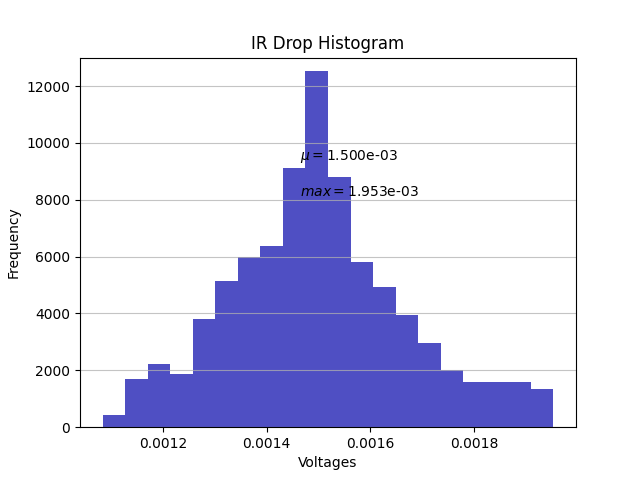 IR Drop Histogram
12000
10000
8000
6000
4000
2000
0
Frequency
μ = 1.500e-03
max = 1.953e-03
0.0012 0.0014 0.0016 0.0018
Voltages